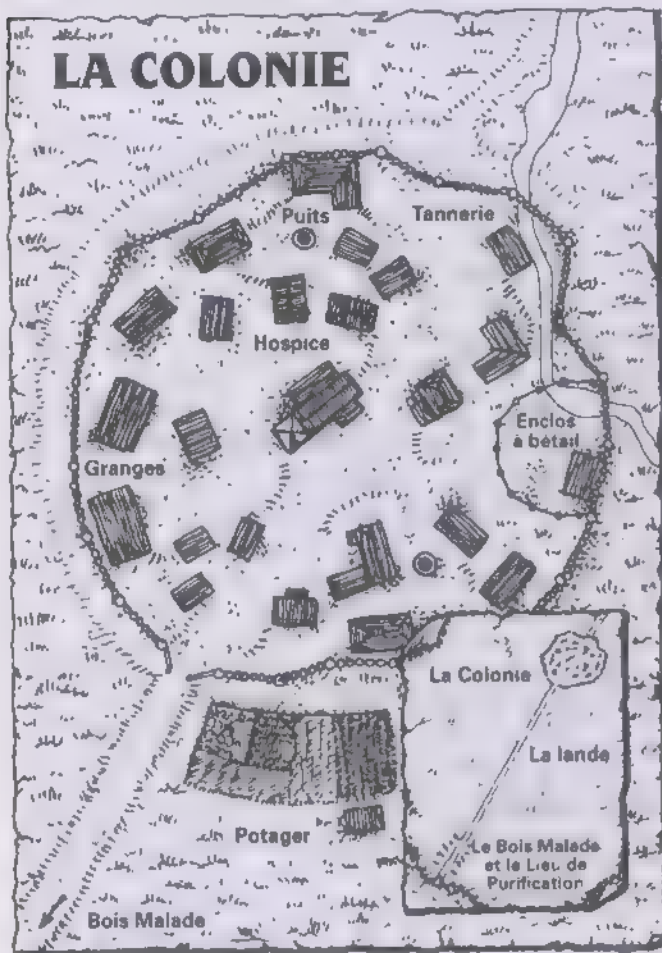 LA COLONIE
Puits
Tannerie
Hospice
Enclos
à bétail
Granges
La Colonie
La lande
Le Bois Malade
et le Lieu de
Purification
Potager
Bois Malade